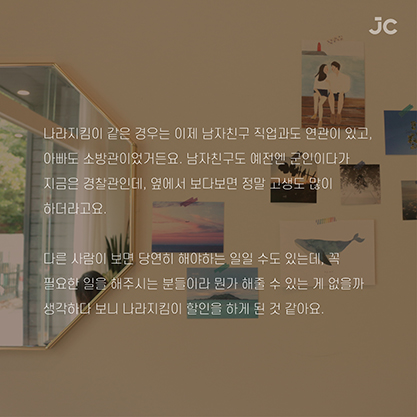 JC
나라지킴이 같은 경우는 이제 남자친구 직업과도 연관이 있고,
아빠도 소방관이었거든요. 남자친구도 예전엔 군인이다가
지금은 경찰관인데, 옆에서 보다보면 정말 고생도 많이
하더라고요.
다른 사람이 보면 당연히 해야하는 일일 수도 있는데, 꼭
필요한 일을 해주시는 분들이라 뭔가 해줄 수 있는 게 없을까
생각하다 보니 나라지킴이 할인을 하게 된 것 같아요.